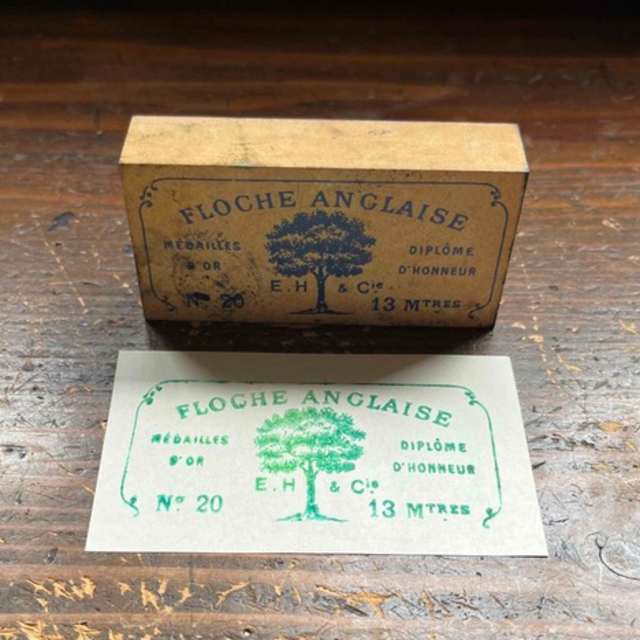 FLOCHE ANGLAISE
MÉDAILLES
D'OR
DIPLÔME
D'HONNEUR
E.H & Cie
No 20
13 MTRES
FLOCHE ANGLAISE
MÉDAILLES
D'OR
DIPLÔME
D'HONNEUR
E.H & Cie
No 20
13 MTRES